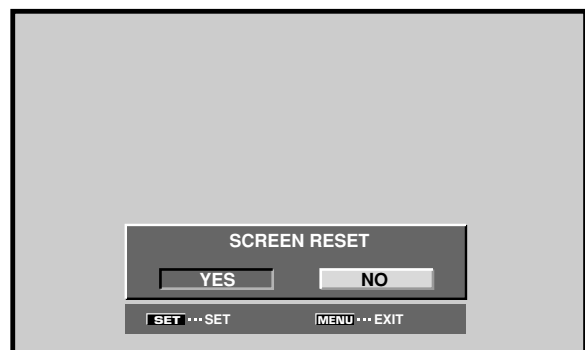 SCREEN RESET
YES NO
SET ··· SET MENU ··· EXIT